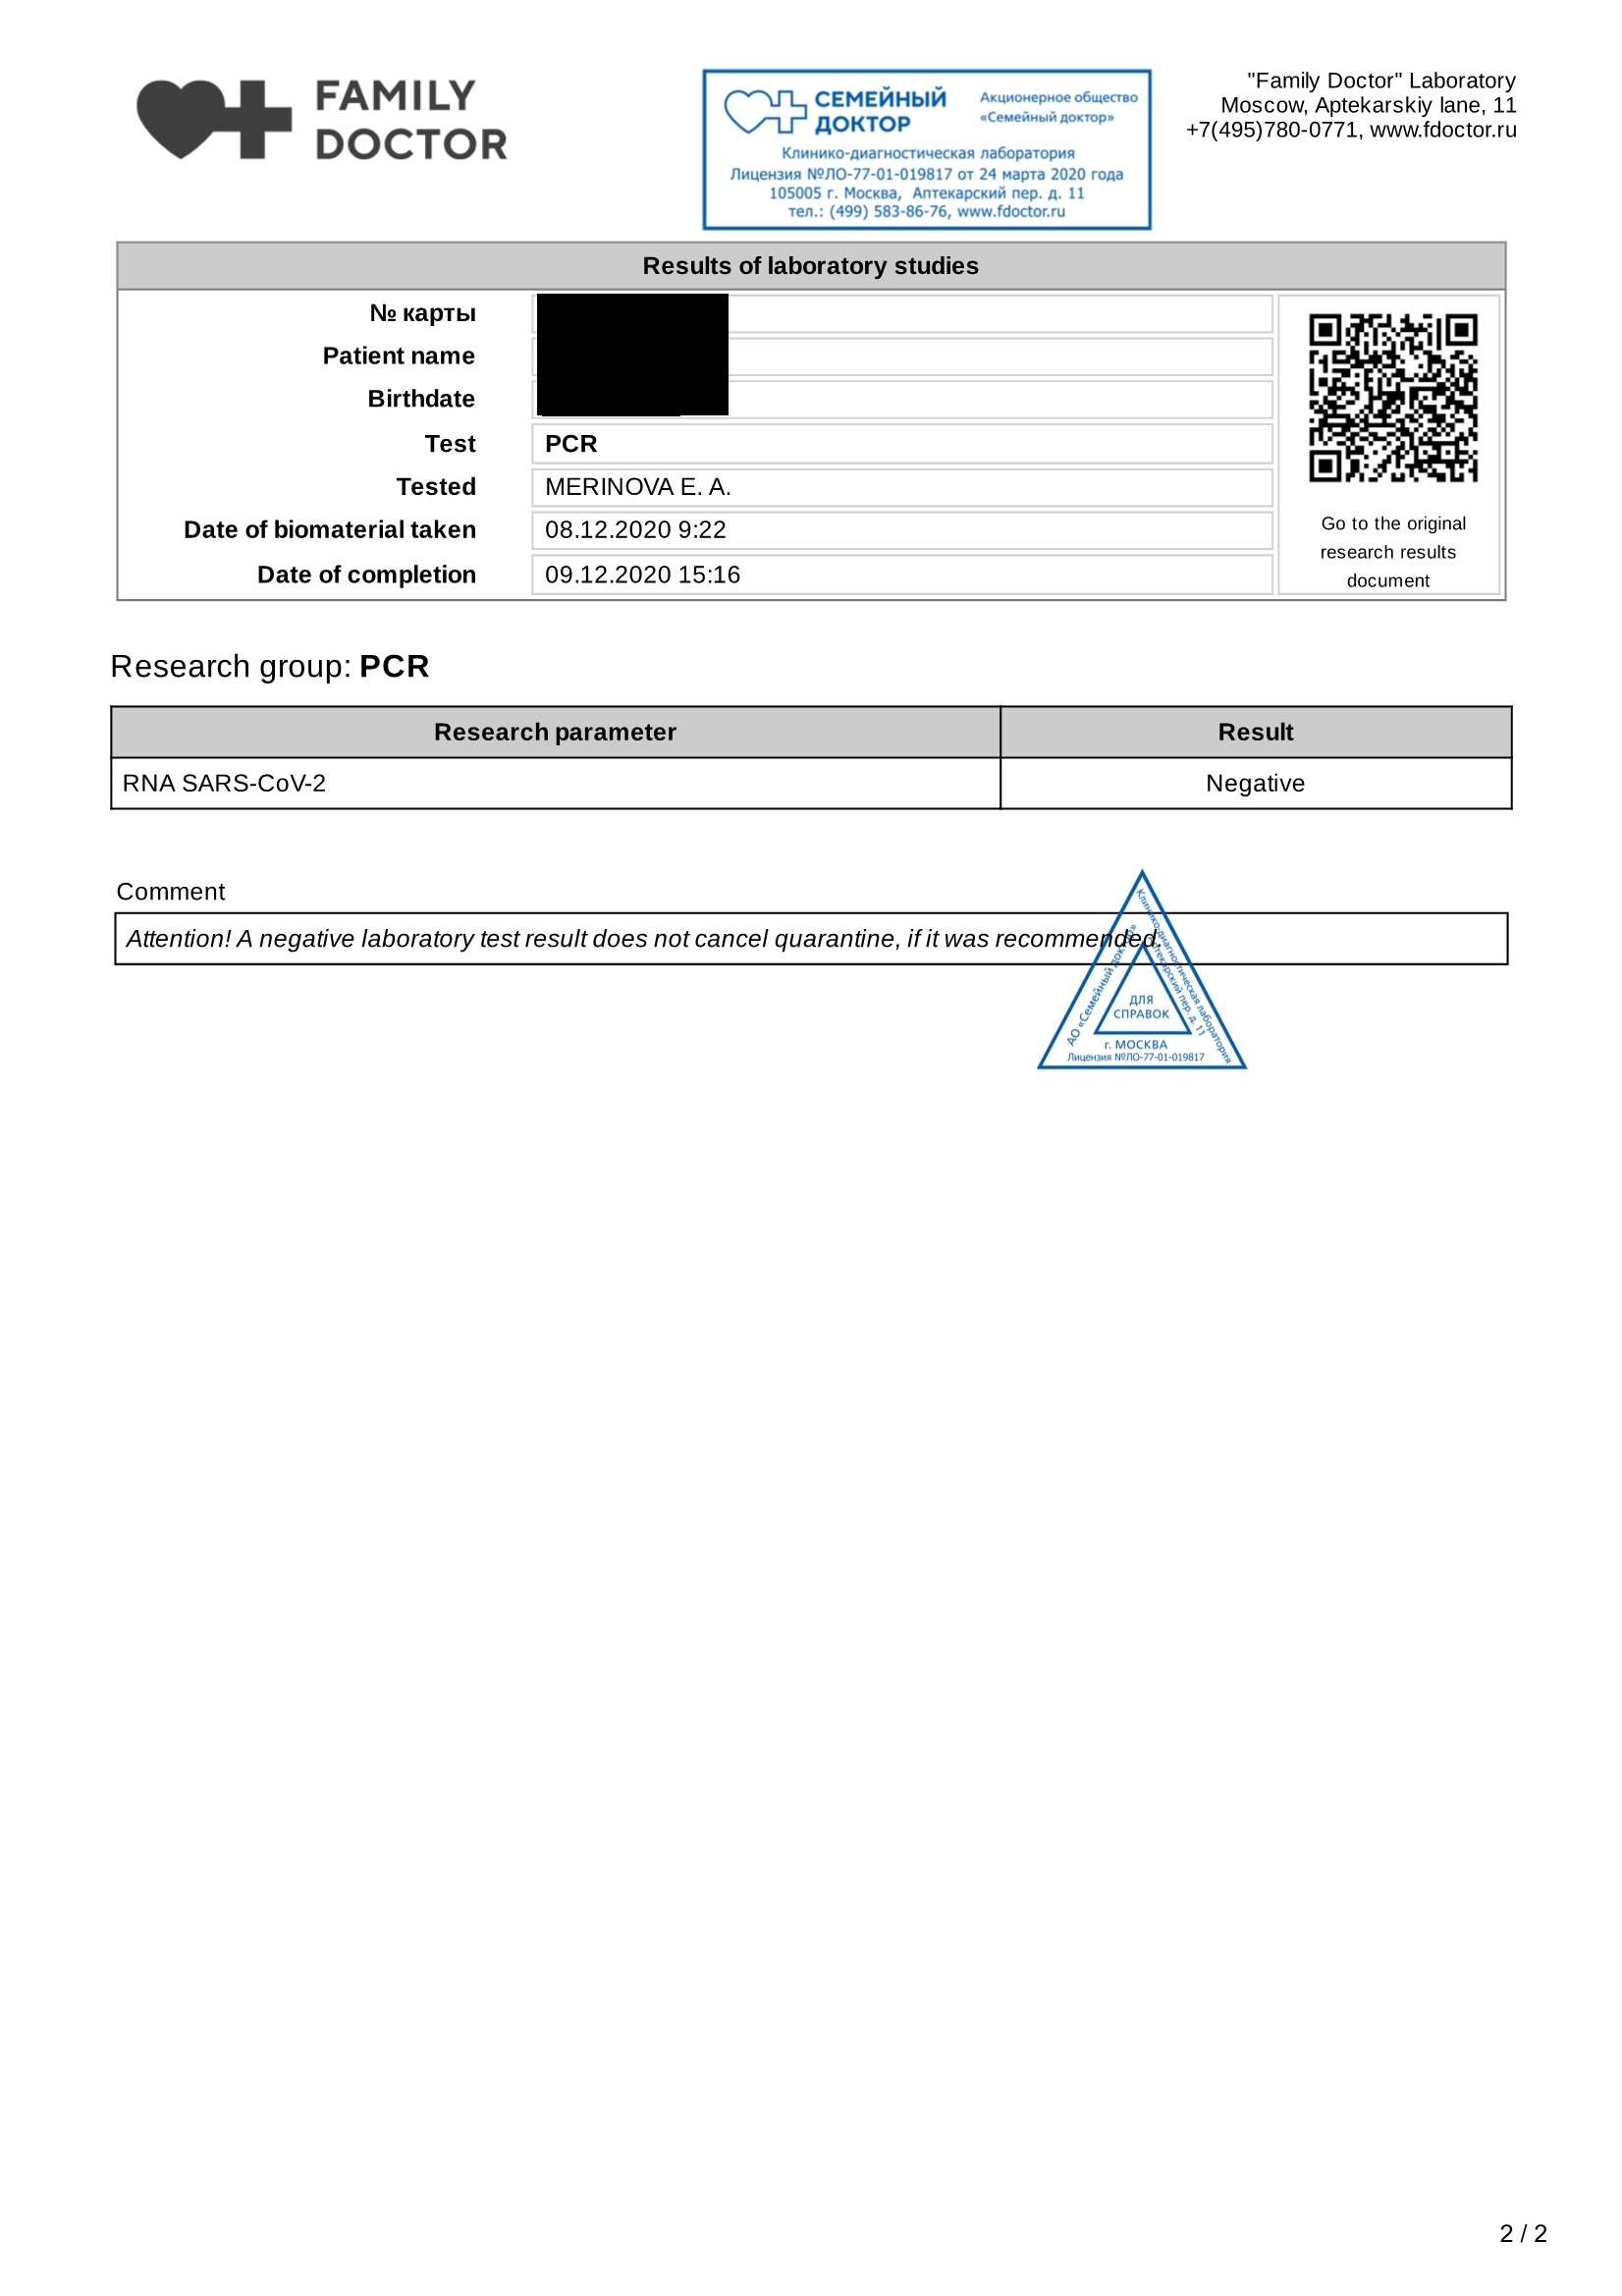 FAMILY
DOCTOR
СЕМЕЙНЫЙ
ДОКТОР
Акционерное общество
«Семейный доктор»
Клинико-диагностическая лаборатория
Лицензия №ЛО-77-01-019817 от 24 марта 2020 года
105005 г. Москва, Аптекарский пер. д. 11
тел.: (499) 583-86-76, www.fdoctor.ru
"Family Doctor" Laboratory
Moscow, Aptekarskiy lane, 11
+7(495)780-0771, www.fdoctor.ru
Results of laboratory studies
№ карты
Patient name
Birthdate
Test PCR
Tested MERINOVA E. A.
Date of biomaterial taken 08.12.2020 9:22
Date of completion 09.12.2020 15:16
Go to the original
research results
document
Research group: PCR
Research parameter Result
RNA SARS-CoV-2 Negative
Comment
Attention! A negative laboratory test result does not cancel quarantine, if it was recommended.
АО «Семейный доктор»
Клинико-диагностическая лаборатория
Аптекарский пер. д. 11
ДЛЯ
СПРАВОК
г. МОСКВА
Лицензия №ЛО-77-01-019817
2 / 2